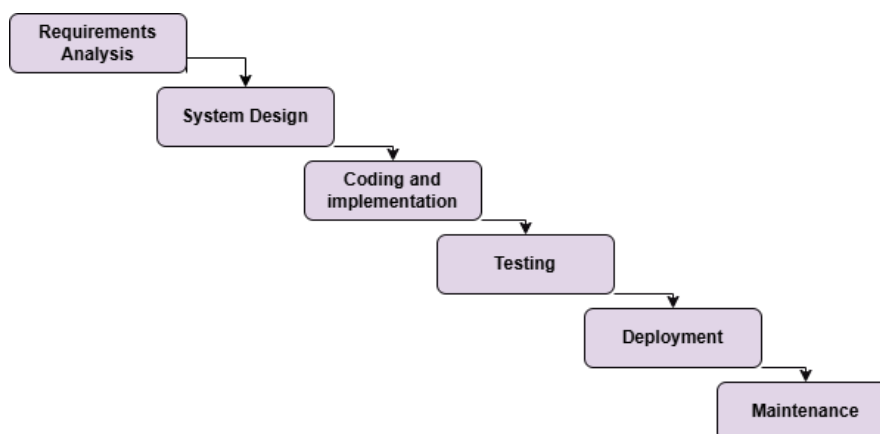 Requirements
Analysis
System Design
Coding and
implementation
Testing
Deployment
Maintenance